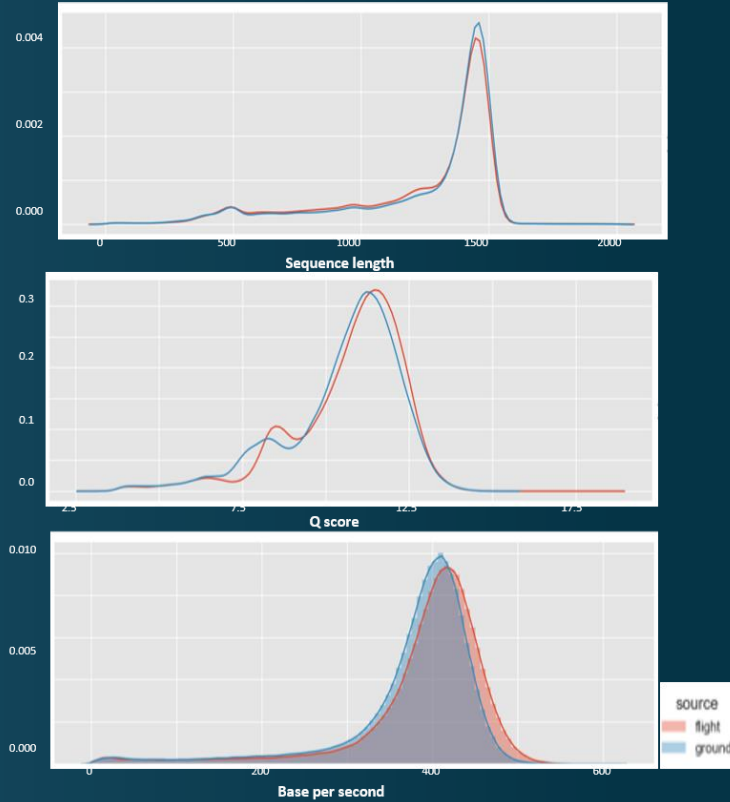 0.004
0.002
0.000
0 500 1000 1500 2000
Sequence length
0.3
0.2
0.1
0.0
2.5 7.5 12.5 17.5
Q score
0.010
0.005
0.000
0 200 400 600
Base per second
source
flight
ground